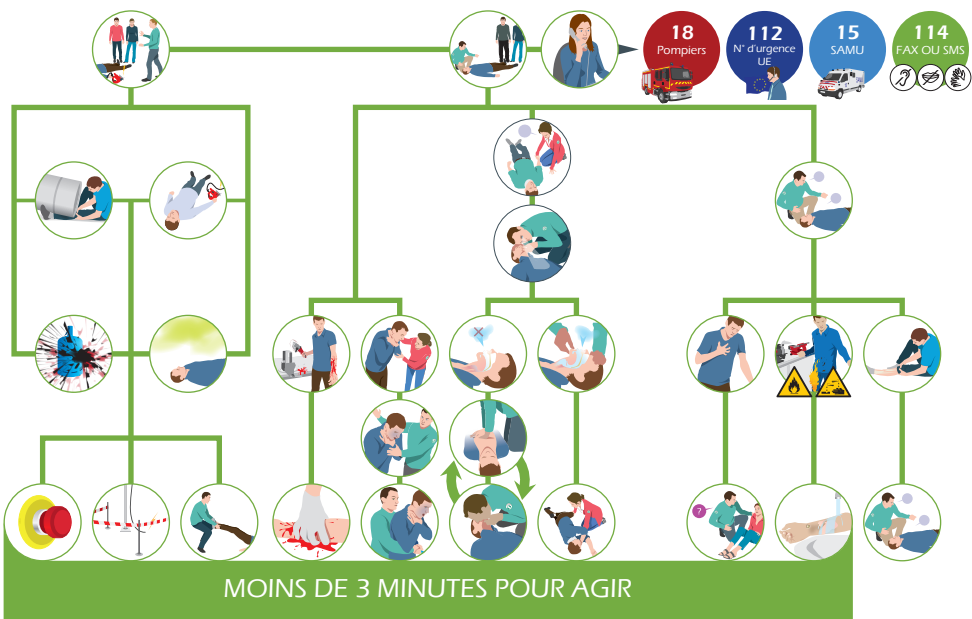 18
Pompiers
112
N° d'urgence
UE
15
SAMU
114
FAX OU SMS
?
MOINS DE 3 MINUTES POUR AGIR